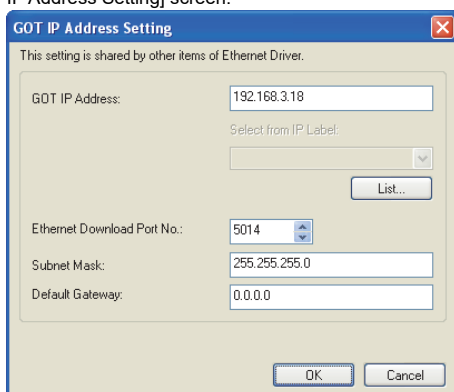 IP Address Setting] screen.
GOT IP Address Setting
This setting is shared by other items of Ethernet Driver.
GOT IP Address: 192.168.3.18
Select from IP Label:
List...
Ethernet Download Port No.: 5014
Subnet Mask: 255.255.255.0
Default Gateway: 0.0.0.0
OK Cancel